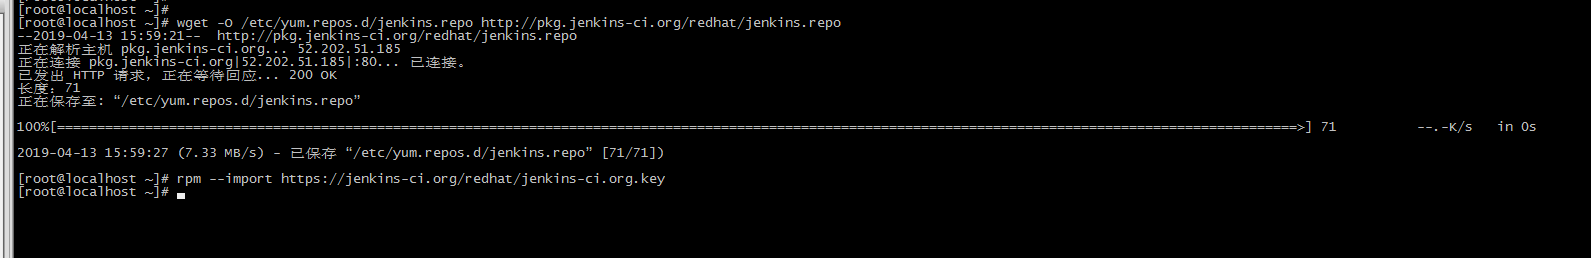 [root@localhost ~]#
[root@localhost ~]#
[root@localhost ~]# wget -O /etc/yum.repos.d/jenkins.repo http://pkg.jenkins-ci.org/redhat/jenkins.repo
--2019-04-13 15:59:21--  http://pkg.jenkins-ci.org/redhat/jenkins.repo
正在解析主机 pkg.jenkins-ci.org... 52.202.51.185
正在连接 pkg.jenkins-ci.org|52.202.51.185|:80... 已连接。
已发出 HTTP 请求，正在等待回应... 200 OK
长度：71
正在保存至: “/etc/yum.repos.d/jenkins.repo”
100%[===========================================================================================================================================================>] 71 --.-K/s in 0s
2019-04-13 15:59:27 (7.33 MB/s) - 已保存 “/etc/yum.repos.d/jenkins.repo” [71/71])
[root@localhost ~]# rpm --import https://jenkins-ci.org/redhat/jenkins-ci.org.key
[root@localhost ~]#